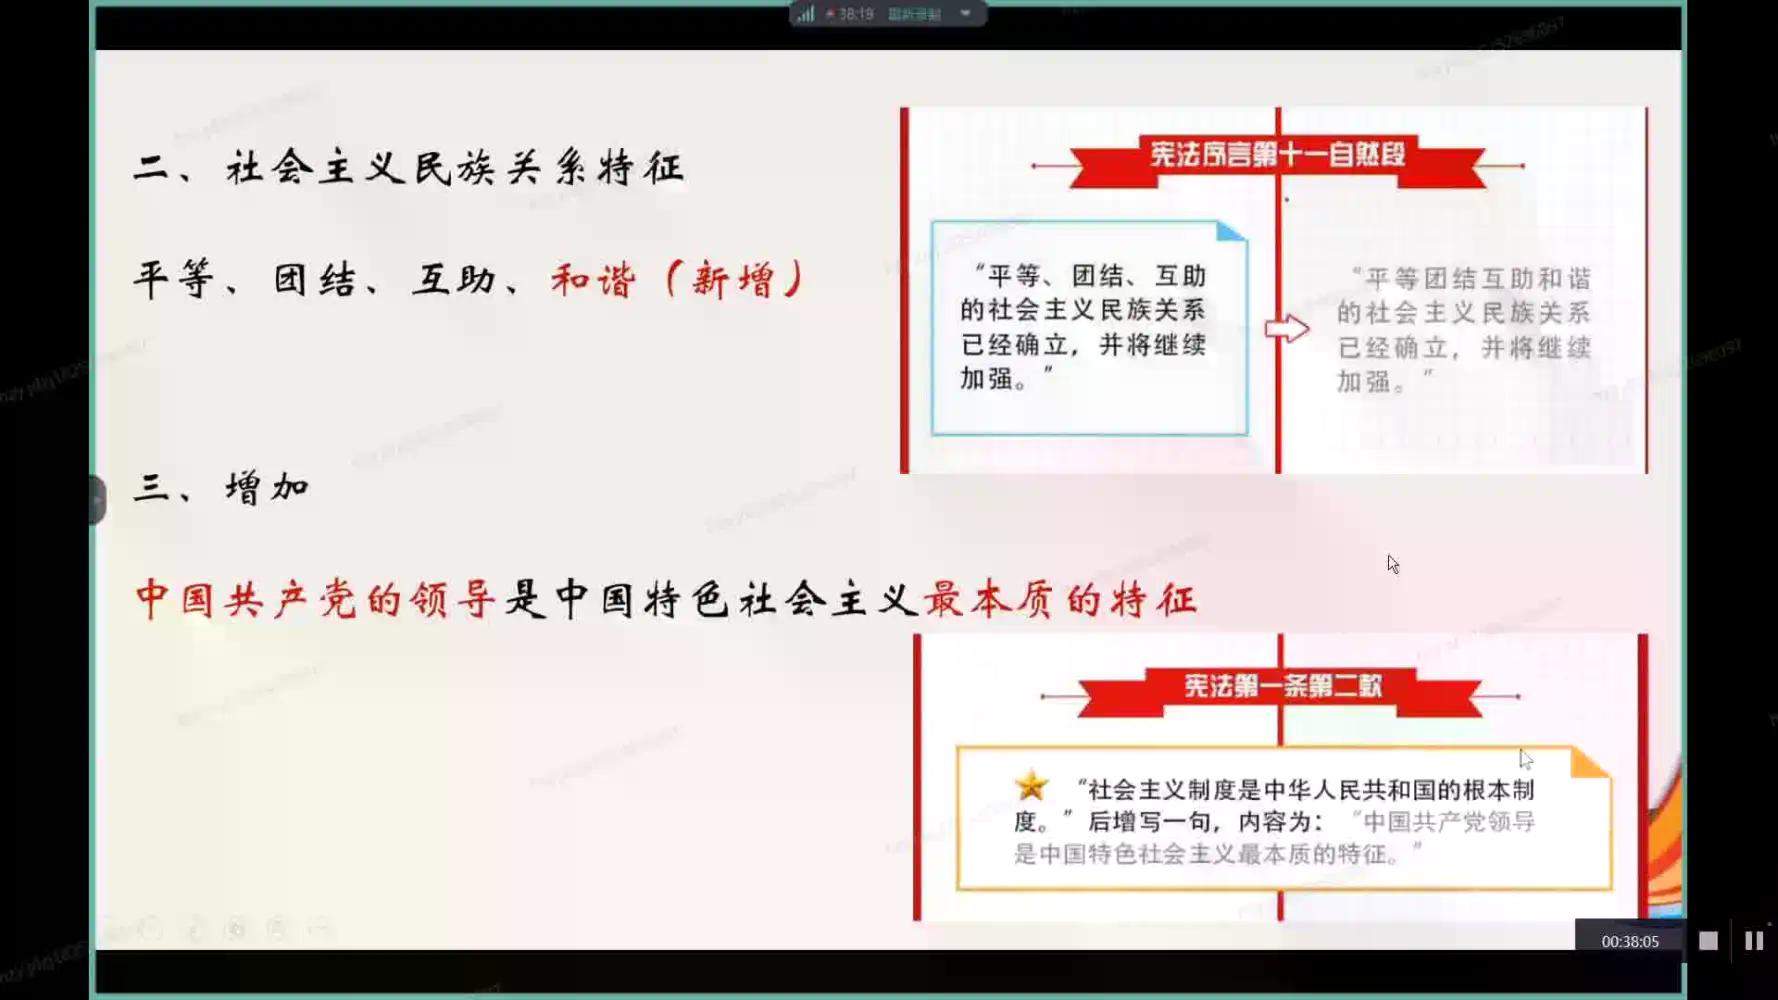 38:19
二、社会主义民族关系特征
平等、团结、互助、和谐（新增）
宪法序言第十一自然段
“平等、团结、互助
的社会主义民族关系
已经确立，并将继续
加强。”
“平等团结互助和谐
的社会主义民族关系
已经确立，并将继续
加强。”
三、增加
中国共产党的领导是中国特色社会主义最本质的特征
宪法第一条第二款
“社会主义制度是中华人民共和国的根本制
度。”后增写一句，内容为：“中国共产党领导
是中国特色社会主义最本质的特征。”
00:38:05